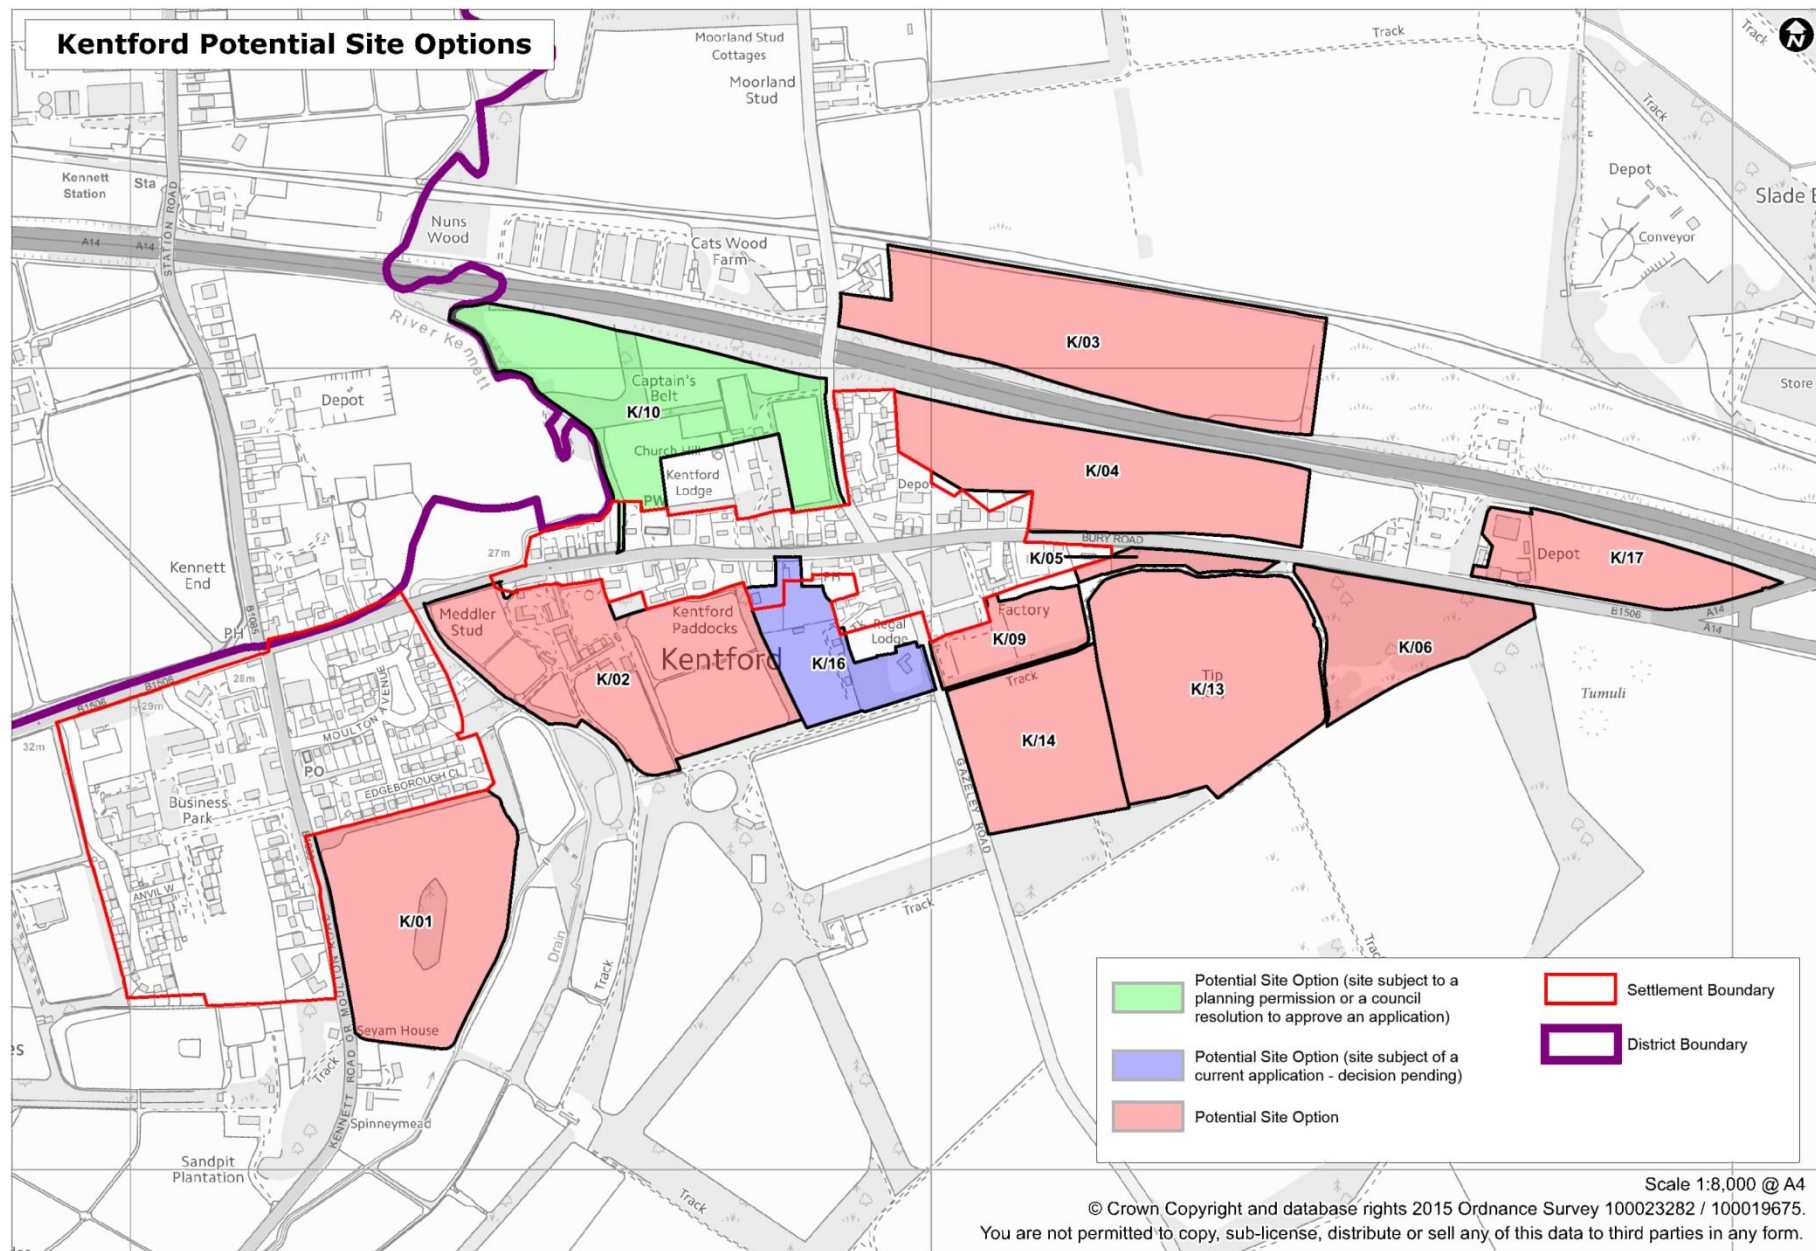 Kentford Potential Site Options
N
Moorland Stud
Cottages
Moorland
Stud
Track
Track
Track
Track
Kennett
Station
Sta
STATION ROAD
Nuns
Wood
Cats Wood
Farm
Depot
Slade
Conveyor
A14
A14
River Kennett
K/03
Captain's
Belt
K/10
Depot
Store
Church Hill
Kentford
Lodge
K/04
Depot
PW
BURY ROAD
K/05
27m
Kennett
End
PH
Depot
K/17
B1506
A14
A14
Meddler
Stud
Kentford
Paddocks
Factory
Regal
Lodge
K/09
K/06
B1085
PH
Kentford
K/16
K/02
Track
Tip
K/13
Tumuli
B1506
28m
B1506
29m
MOULTON AVENUE
32m
K/14
PO
EDGEBOROUGH CL
GAZELEY ROAD
Business
Park
ANVIL W
K/01
Track
Drain
Track
Track
Seyam House
KENNETT ROAD OR MOULTON ROAD
Track
Spinneymead
Sandpit
Plantation
Track
Potential Site Option (site subject to a
planning permission or a council
resolution to approve an application)
Settlement Boundary
District Boundary
Potential Site Option (site subject of a
current application - decision pending)
Potential Site Option
Scale 1:8,000 @ A4
© Crown Copyright and database rights 2015 Ordnance Survey 100023282 / 100019675.
You are not permitted to copy, sub-license, distribute or sell any of this data to third parties in any form.